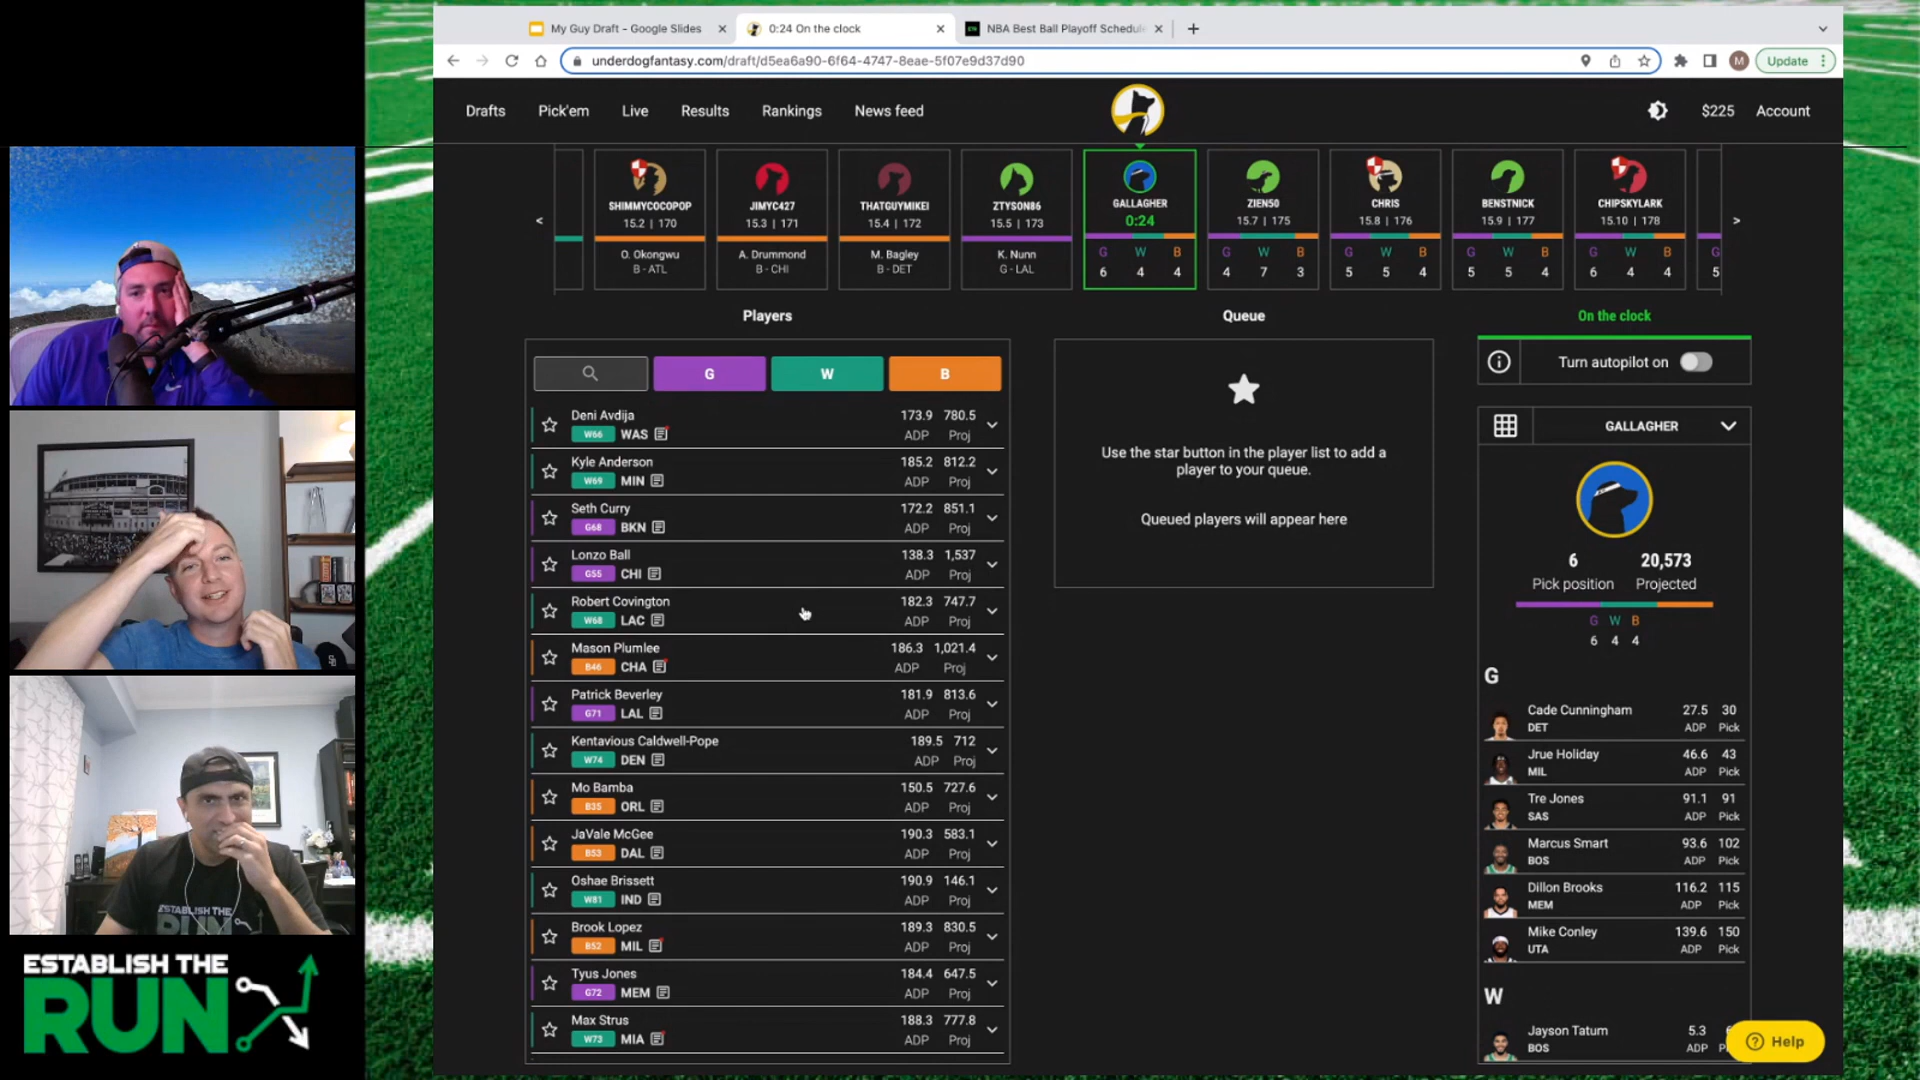 My Guy Draft - Google Slides
0:24 On the clock
NBA Best Ball Playoff Schedule
underdogfantasy.com/draft/d5ea6a90-6f64-4747-8eae-5f07e9d37d90
M
Update
Drafts Pick'em Live Results Rankings News feed
$225 Account
SHIMMYCOCOPOP
15.2 | 170
O. Okongwu
B - ATL
JIMYC427
15.3 | 171
A. Drummond
B - CHI
THATGUYMIKEI
15.4 | 172
M. Bagley
B - DET
ZTYSON86
15.5 | 173
K. Nunn
G - LAL
GALLAGHER
0:24
G W B
6 4 4
ZIEN50
15.7 | 175
G W B
4 7 3
CHRIS
15.8 | 176
G W B
5 5 4
BENSTNICK
15.9 | 177
G W B
5 5 4
CHIPSKYLARK
15.10 | 178
G W B
6 4 4
G
5
Players
G W B
Deni Avdija 173.9 780.5
W66 WAS ADP Proj
Kyle Anderson 185.2 812.2
W69 MIN ADP Proj
Seth Curry 172.2 851.1
G68 BKN ADP Proj
Lonzo Ball 138.3 1,537
G55 CHI ADP Proj
Robert Covington 182.3 747.7
W68 LAC ADP Proj
Mason Plumlee 186.3 1,021.4
B46 CHA ADP Proj
Patrick Beverley 181.9 813.6
G71 LAL ADP Proj
Kentavious Caldwell-Pope 189.5 712
W74 DEN ADP Proj
Mo Bamba 150.5 727.6
B35 ORL ADP Proj
JaVale McGee 190.3 583.1
B53 DAL ADP Proj
Oshae Brissett 190.9 146.1
W81 IND ADP Proj
Brook Lopez 189.3 830.5
B52 MIL ADP Proj
Tyus Jones 184.4 647.5
G72 MEM ADP Proj
Max Strus 188.3 777.8
W73 MIA ADP Proj
Queue
Use the star button in the player list to add a
player to your queue.
Queued players will appear here
On the clock
Turn autopilot on
GALLAGHER
6 20,573
Pick position Projected
G W B
6 4 4
G
Cade Cunningham 27.5 30
DET ADP Pick
Jrue Holiday 46.6 43
MIL ADP Pick
Tre Jones 91.1 91
SAS ADP Pick
Marcus Smart 93.6 102
BOS ADP Pick
Dillon Brooks 116.2 115
MEM ADP Pick
Mike Conley 139.6 150
UTA ADP Pick
W
Jayson Tatum 5.3
BOS ADP
Help
ESTABLISH THE
RUN
ESTABLISH THE
RUN